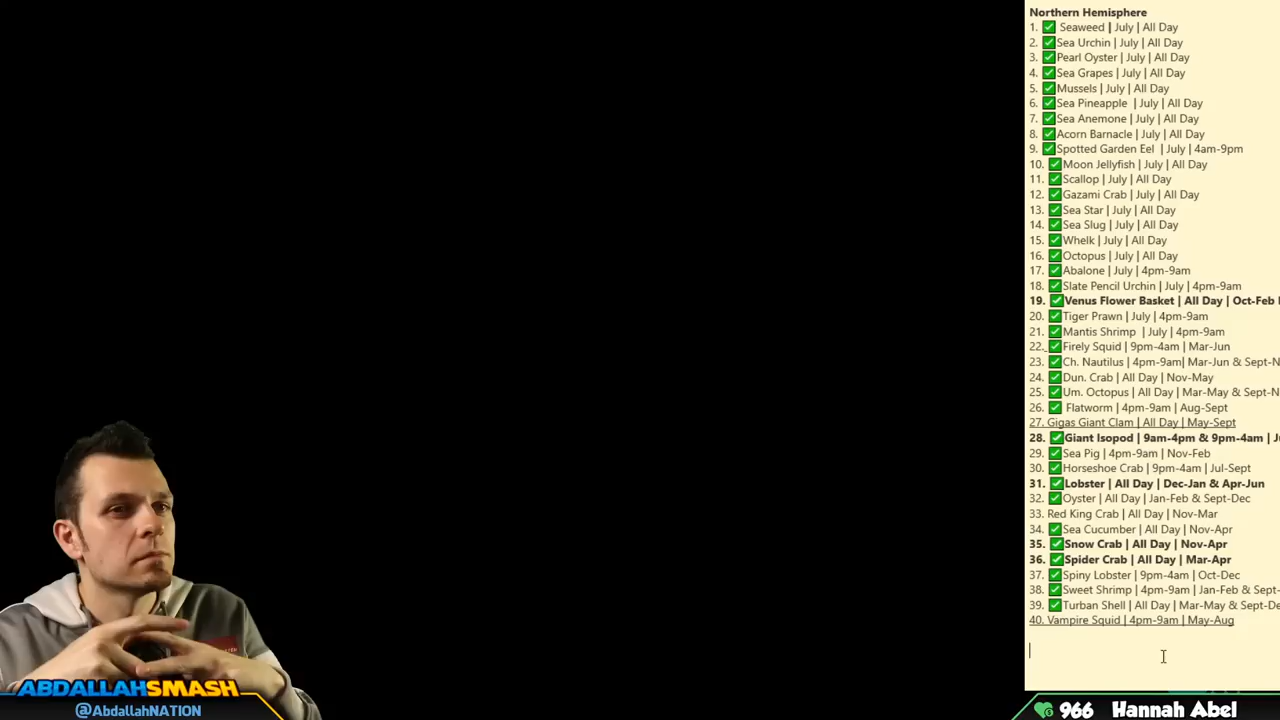 Northern Hemisphere
1. ✅ Seaweed | July | All Day
2. ✅Sea Urchin | July | All Day
3. ✅Pearl Oyster | July | All Day
4. ✅Sea Grapes | July | All Day
5. ✅Mussels | July | All Day
6. ✅Sea Pineapple | July | All Day
7. ✅Sea Anemone | July | All Day
8. ✅Acorn Barnacle | July | All Day
9. ✅Spotted Garden Eel | July | 4am-9pm
10. ✅Moon Jellyfish | July | All Day
11. ✅Scallop | July | All Day
12. ✅Gazami Crab | July | All Day
13. ✅Sea Star | July | All Day
14. ✅Sea Slug | July | All Day
15. ✅Whelk | July | All Day
16. ✅Octopus | July | All Day
17. ✅Abalone | July | 4pm-9am
18. ✅Slate Pencil Urchin | July | 4pm-9am
19. ✅Venus Flower Basket | All Day | Oct-Feb
20. ✅Tiger Prawn | July | 4pm-9am
21. ✅Mantis Shrimp | July | 4pm-9am
22. ✅Firely Squid | 9pm-4am | Mar-Jun
23. ✅Ch. Nautilus | 4pm-9am| Mar-Jun & Sept-N
24. ✅Dun. Crab | All Day | Nov-May
25. ✅Um. Octopus | All Day | Mar-May & Sept-N
26. ✅ Flatworm | 4pm-9am | Aug-Sept
27. Gigas Giant Clam | All Day | May-Sept
28. ✅Giant Isopod | 9am-4pm & 9pm-4am | Ju
29. ✅Sea Pig | 4pm-9am | Nov-Feb
30. ✅Horseshoe Crab | 9pm-4am | Jul-Sept
31. ✅Lobster | All Day | Dec-Jan & Apr-Jun
32. ✅Oyster | All Day | Jan-Feb & Sept-Dec
33. Red King Crab | All Day | Nov-Mar
34. ✅Sea Cucumber | All Day | Nov-Apr
35. ✅Snow Crab | All Day | Nov-Apr
36. ✅Spider Crab | All Day | Mar-Apr
37. ✅Spiny Lobster | 9pm-4am | Oct-Dec
38. ✅Sweet Shrimp | 4pm-9am | Jan-Feb & Sept-
39. ✅Turban Shell | All Day | Mar-May & Sept-De
40. Vampire Squid | 4pm-9am | May-Aug
ABDALLAHSMASH
@AbdallahNATION
966 Hannah Abel